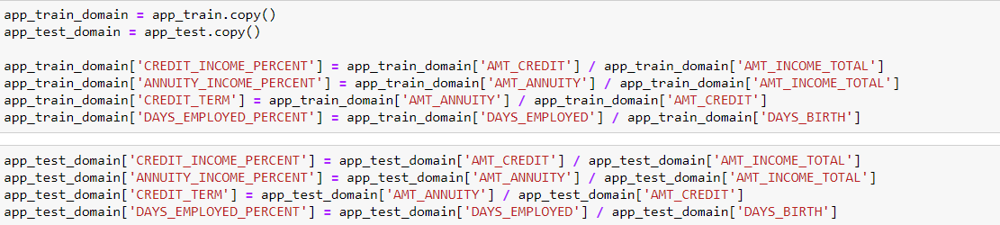 app_train_domain = app_train.copy()
app_test_domain = app_test.copy()
app_train_domain['CREDIT_INCOME_PERCENT'] = app_train_domain['AMT_CREDIT'] / app_train_domain['AMT_INCOME_TOTAL']
app_train_domain['ANNUITY_INCOME_PERCENT'] = app_train_domain['AMT_ANNUITY'] / app_train_domain['AMT_INCOME_TOTAL']
app_train_domain['CREDIT_TERM'] = app_train_domain['AMT_ANNUITY'] / app_train_domain['AMT_CREDIT']
app_train_domain['DAYS_EMPLOYED_PERCENT'] = app_train_domain['DAYS_EMPLOYED'] / app_train_domain['DAYS_BIRTH']
app_test_domain['CREDIT_INCOME_PERCENT'] = app_test_domain['AMT_CREDIT'] / app_test_domain['AMT_INCOME_TOTAL']
app_test_domain['ANNUITY_INCOME_PERCENT'] = app_test_domain['AMT_ANNUITY'] / app_test_domain['AMT_INCOME_TOTAL']
app_test_domain['CREDIT_TERM'] = app_test_domain['AMT_ANNUITY'] / app_test_domain['AMT_CREDIT']
app_test_domain['DAYS_EMPLOYED_PERCENT'] = app_test_domain['DAYS_EMPLOYED'] / app_test_domain['DAYS_BIRTH']